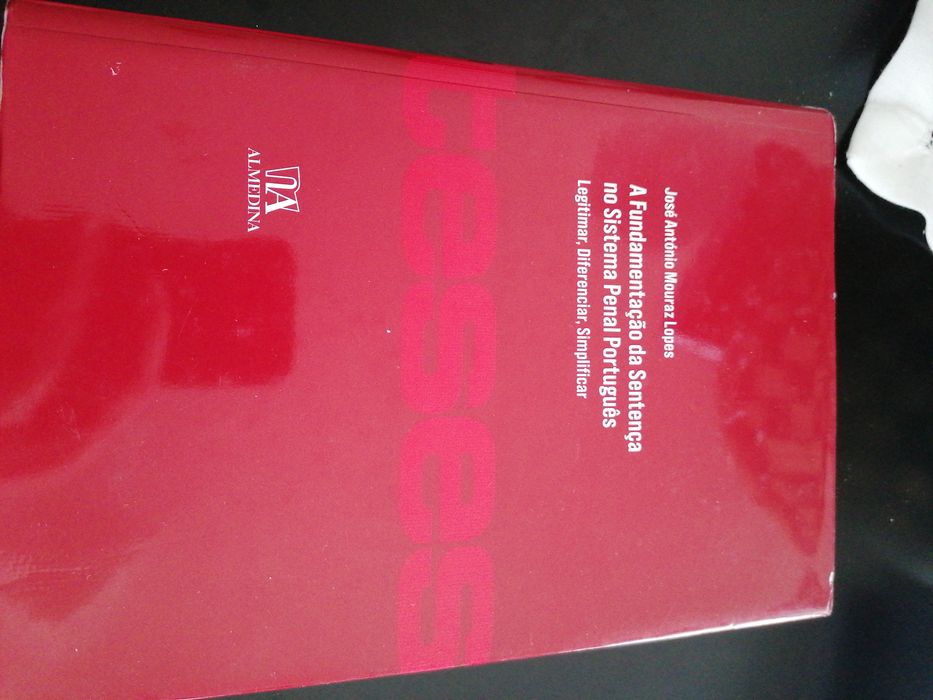 José António Mouraz Lopes
A Fundamentação da Sentença
no Sistema Penal Português
Legitimar, Diferenciar, Simplificar
teses
ALMEDINA